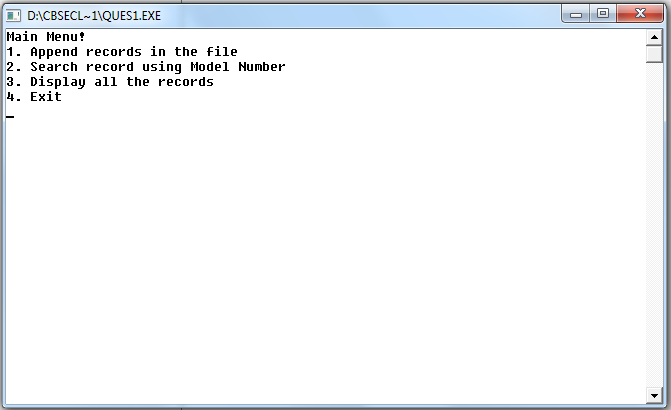 D:\CBSECL~1\QUES1.EXE
Main Menu!
1. Append records in the file
2. Search record using Model Number
3. Display all the records
4. Exit